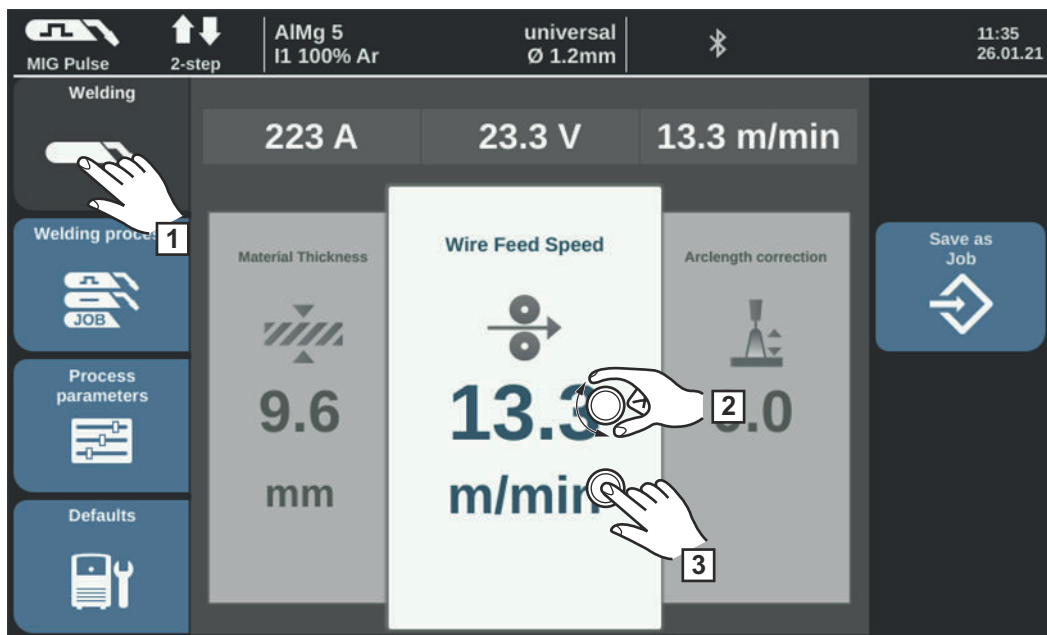 MIG Pulse
2-step
AlMg 5
I1 100% Ar
universal
Ø 1.2mm
11:35
26.01.21
Welding
1
Welding
JOB
Process
parameters
Defaults
223 A
23.3 V
13.3 m/min
Material Thickness
9.6
mm
Wire Feed Speed
13.3
m/min
2
3
Arclength correction
.0
Save as
Job